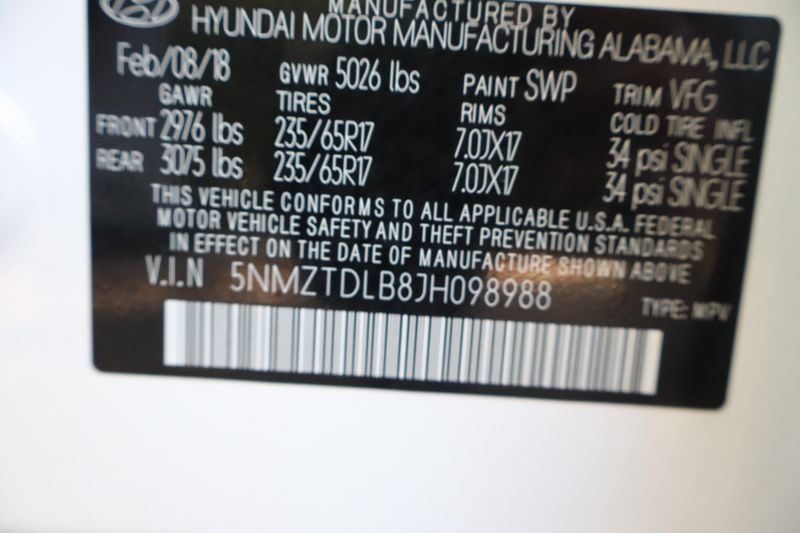 MANUFACTURED BY
HYUNDAI MOTOR MANUFACTURING ALABAMA, LLC
Feb/08/18 GVWR 5026 lbs PAINT SWP TRIM VFG
GAWR TIRES RIMS COLD TIRE INFL
FRONT 2976 lbs 235/65R17 7.0JX17 34 psi SINGLE
REAR 3075 lbs 235/65R17 7.0JX17 34 psi SINGLE
THIS VEHICLE CONFORMS TO ALL APPLICABLE U.S.A. FEDERAL
MOTOR VEHICLE SAFETY AND THEFT PREVENTION STANDARDS
IN EFFECT ON THE DATE OF MANUFACTURE SHOWN ABOVE
V.I.N 5NMZTDLB8JH098988
TYPE: MPV